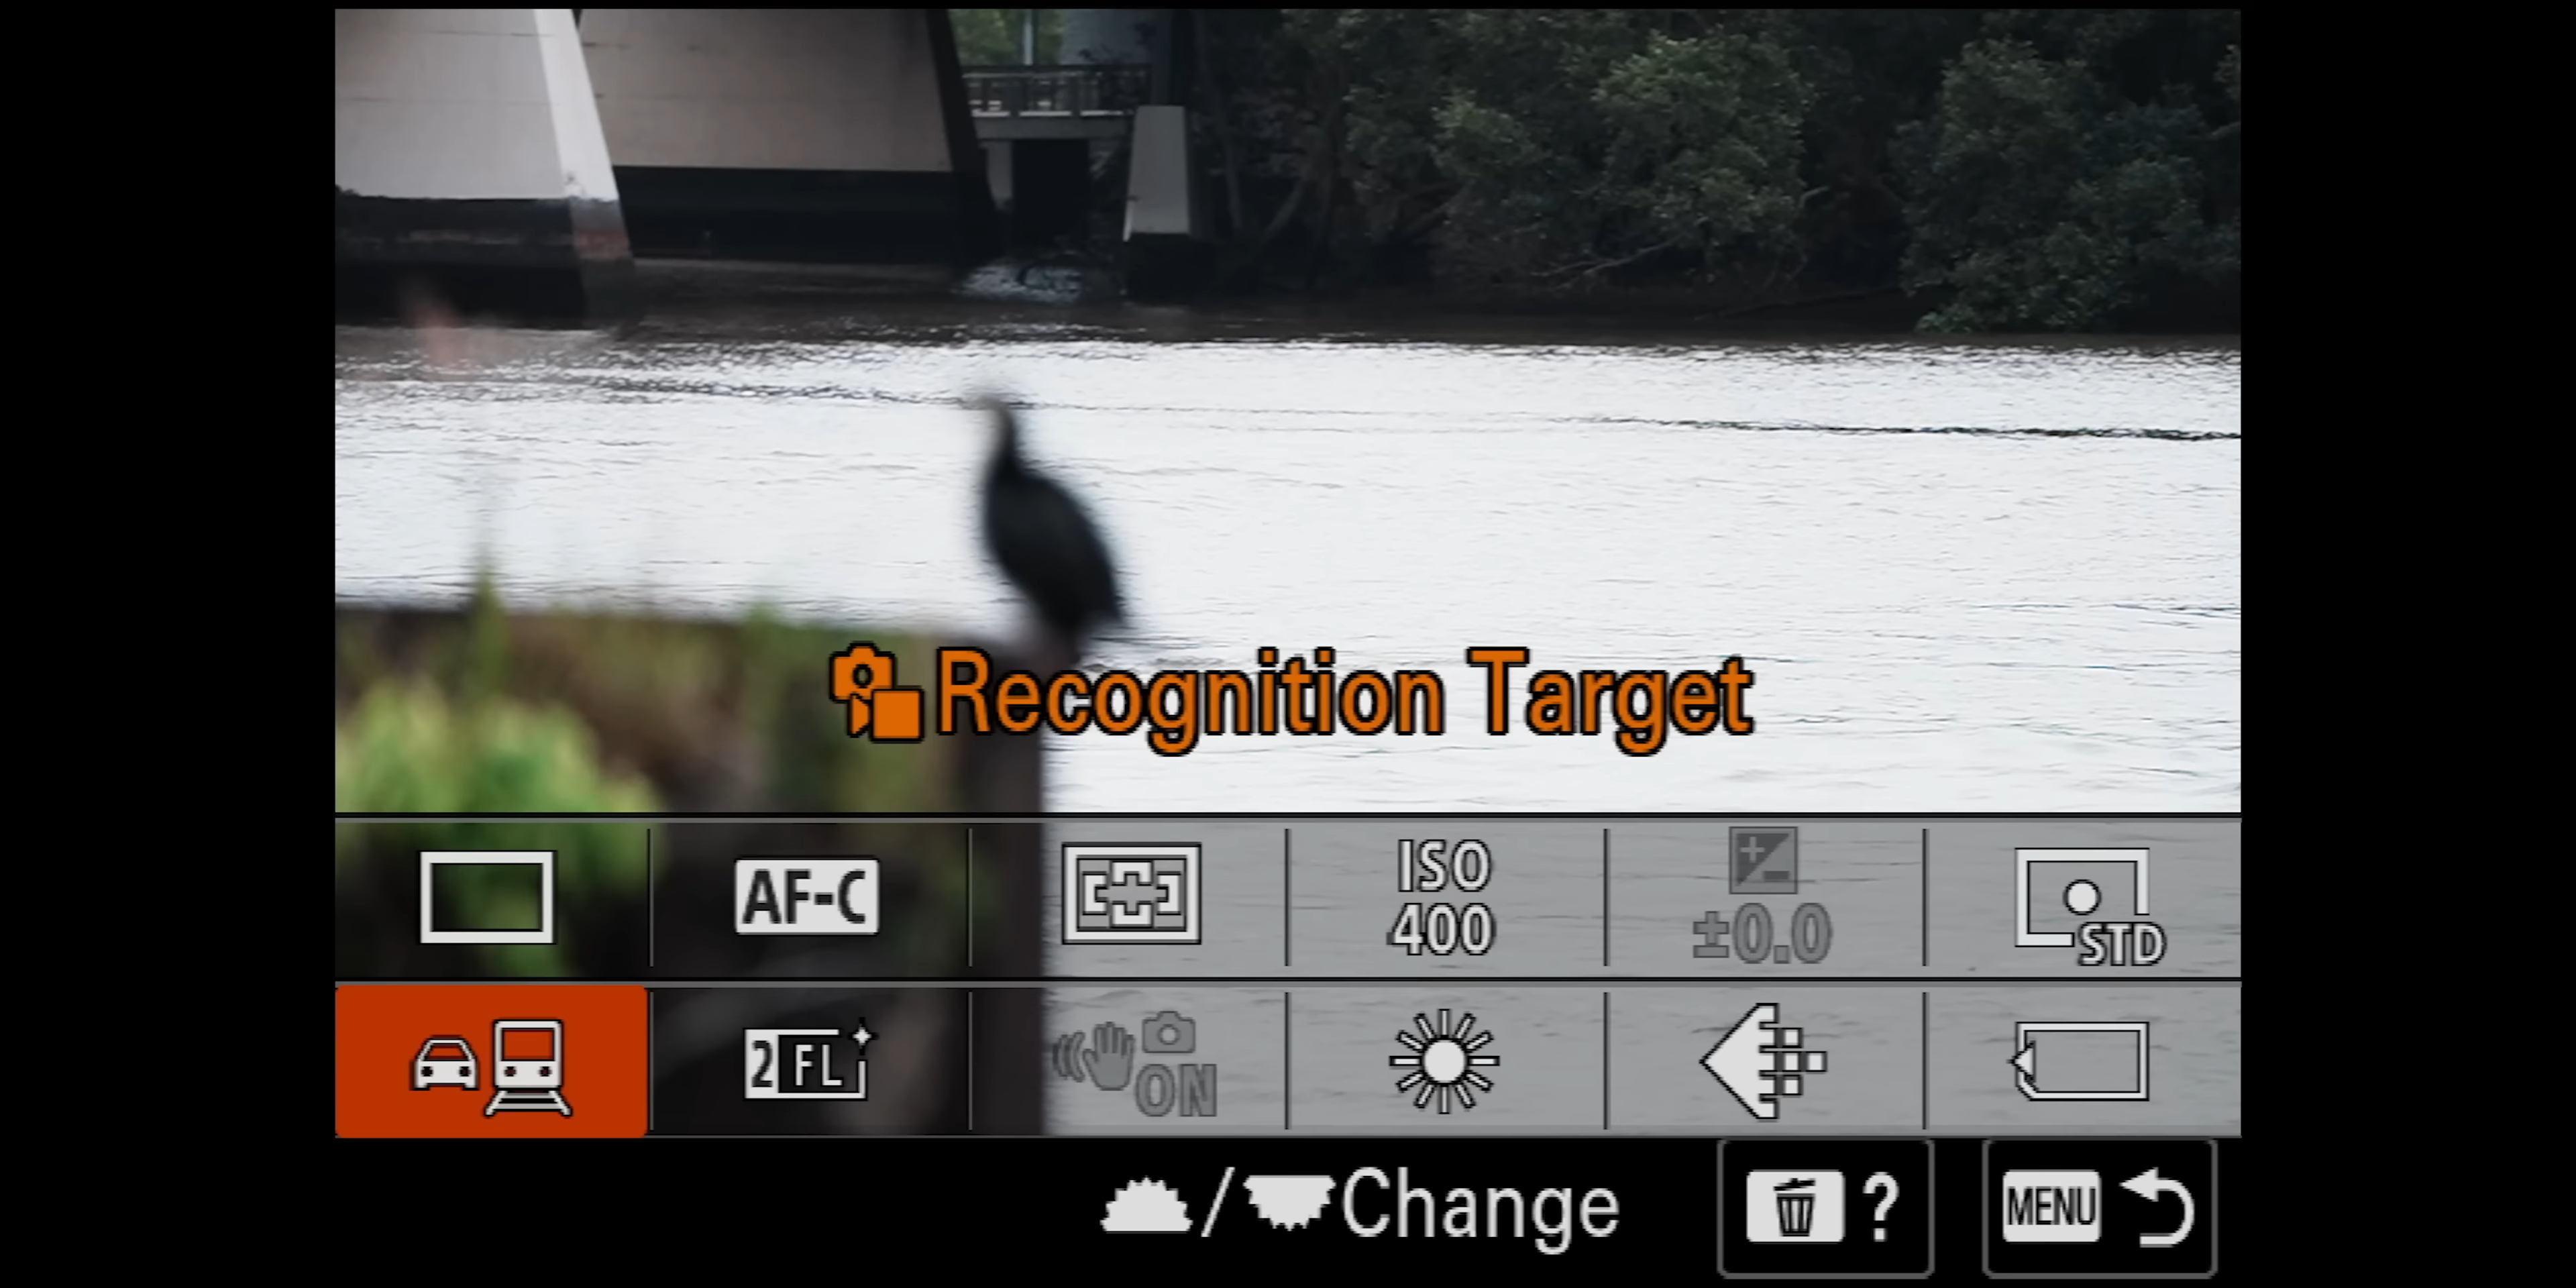 Recognition Target
AF-C
ISO
400
±0.0
STD
2 FL
ON
/ Change
?
MENU